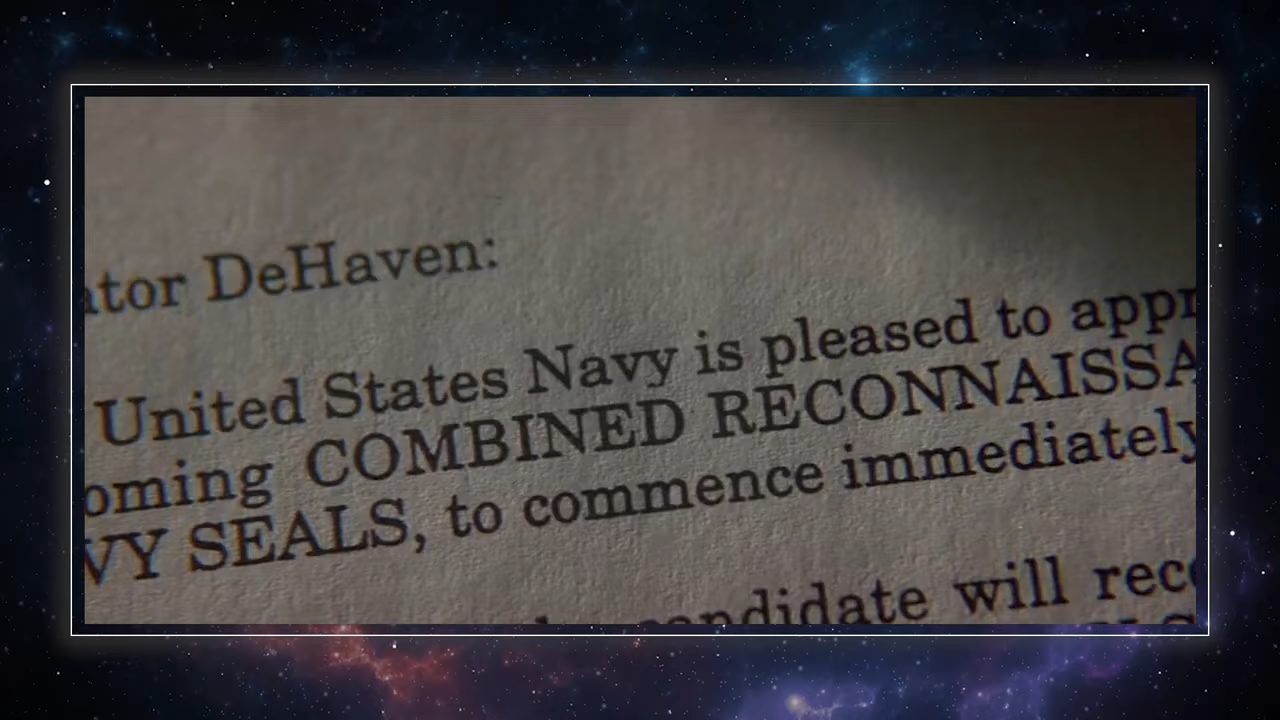 ator DeHaven:
United States Navy is pleased to appr
oming COMBINED RECONNAISSA
VY SEALS, to commence immediately
candidate will rec